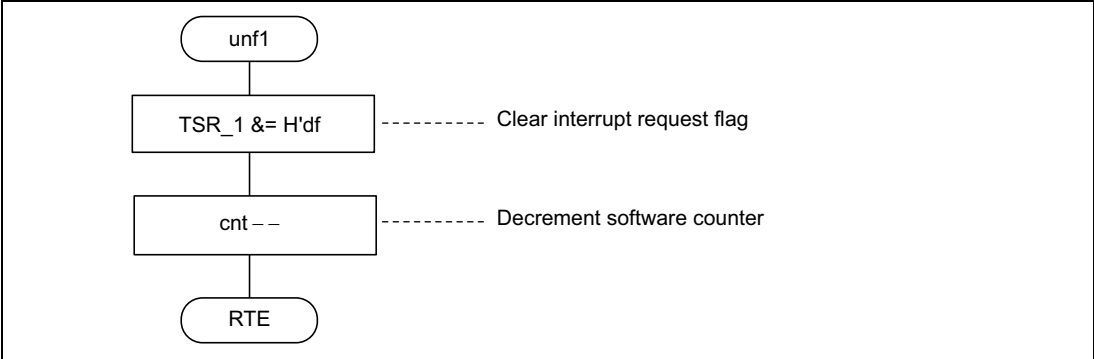 unf1
TSR_1 &= H'df
Clear interrupt request flag
cnt – –
Decrement software counter
RTE